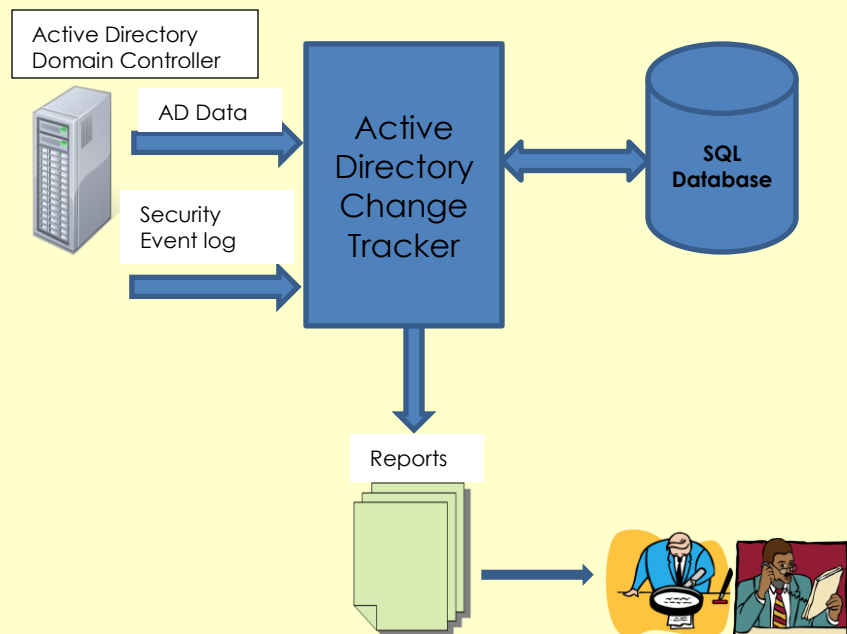 Active Directory
Domain Controller
AD Data
Security
Event log
Active
Directory
Change
Tracker
SQL
Database
Reports